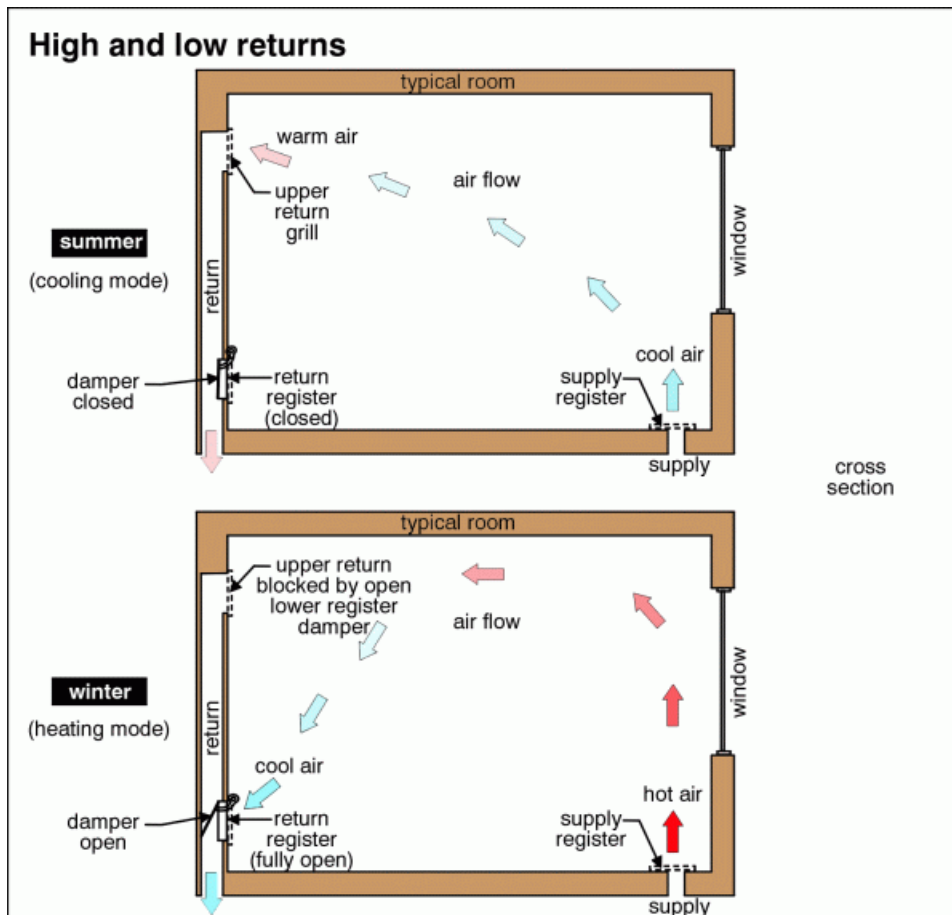 High and low returns
typical room
warm air
air flow
upper
return
grill
summer
(cooling mode)
return
window
cool air
damper
closed
return
register
(closed)
supply
register
supply
cross
section
typical room
upper return
blocked by open
lower register
damper
air flow
winter
(heating mode)
return
window
cool air
hot air
damper
open
return
register
(fully open)
supply
register
supply